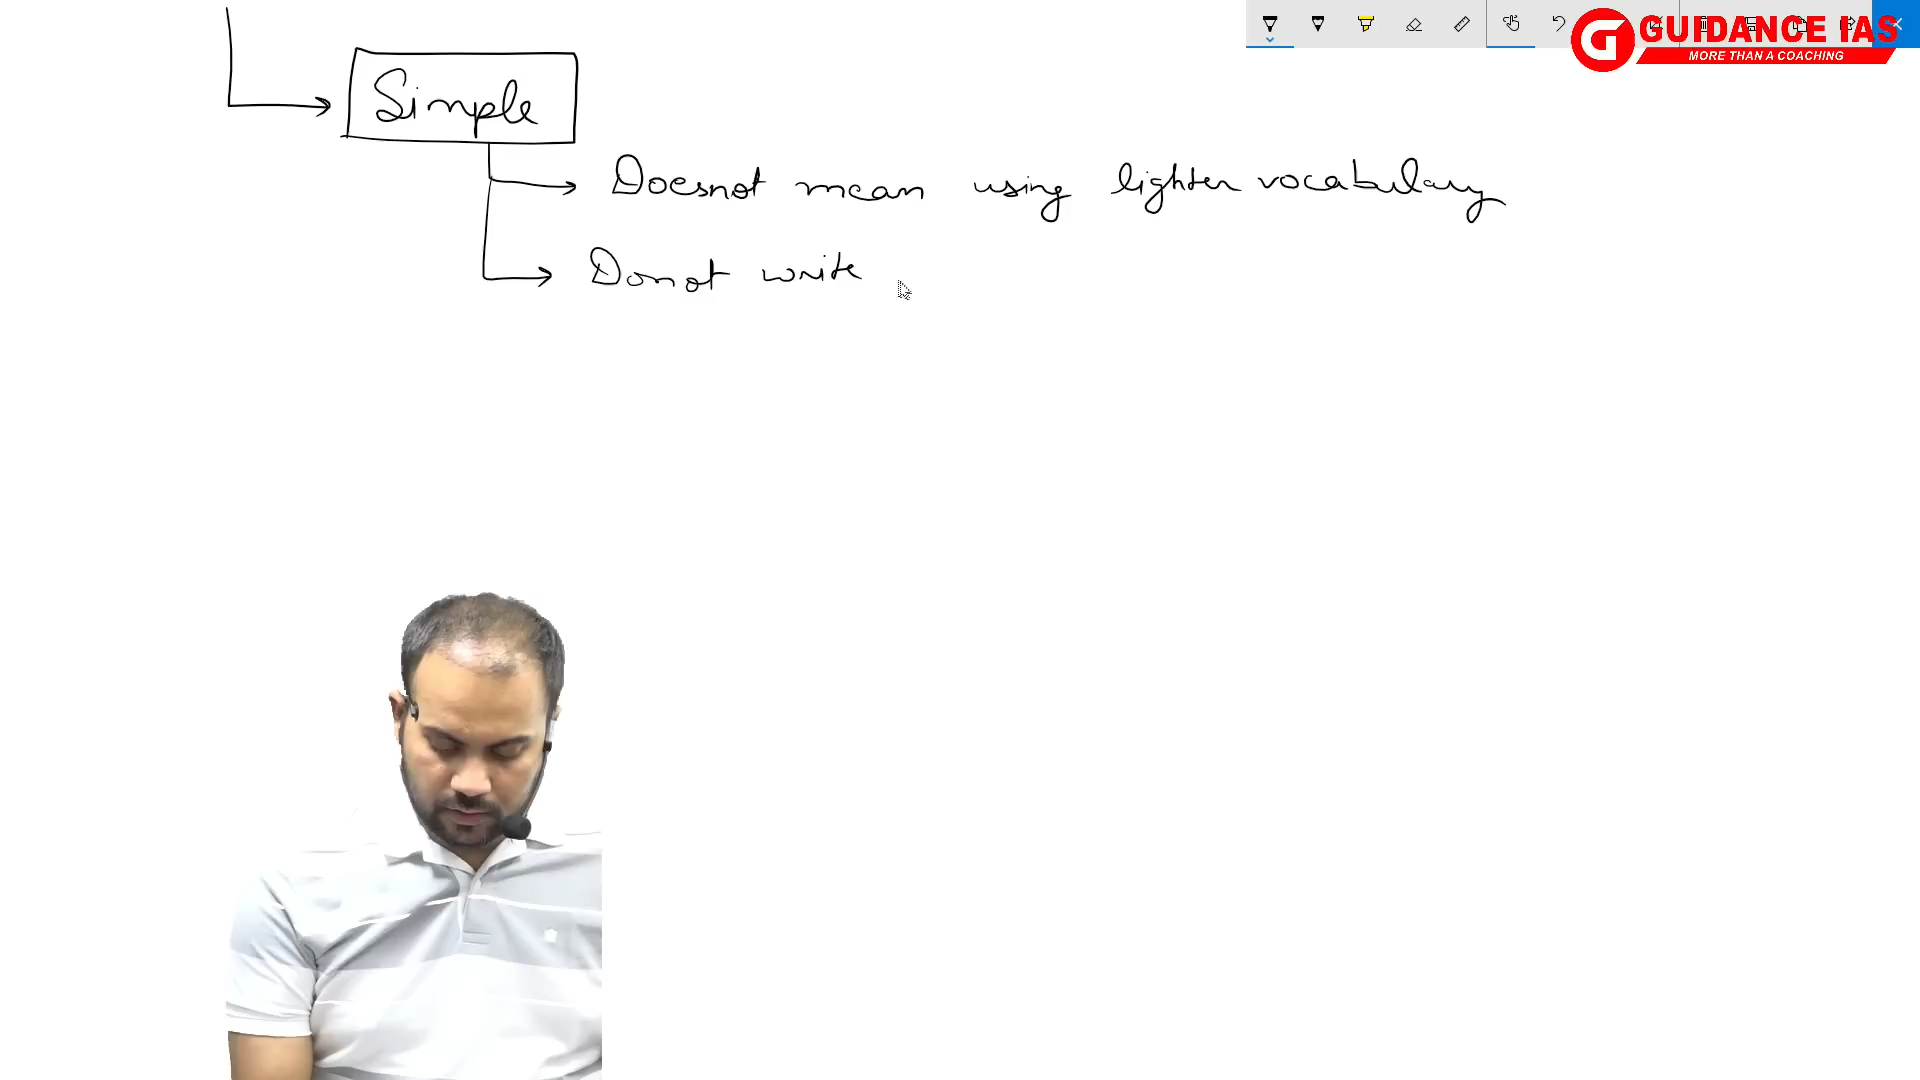 GUIDANCE IAS
MORE THAN A COACHING
Simple
Doesnot mean using lighter vocabulary
Donot write